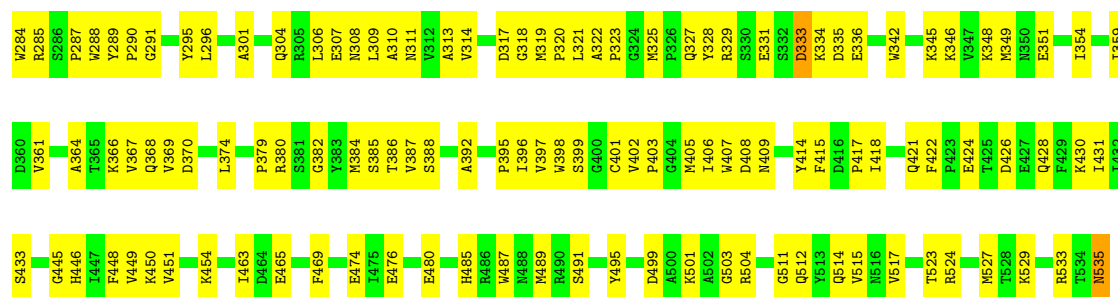 W284 R285 S286 P287 W288 Y289 P290 G291 Y295 L296 A301 Q304 R305 L306 E307 N308 L309 A310 N311 V312 A313 V314 D317 G318 M319 P320 L321 A322 P323 G324 M325 P326 Q327 Y328 R329 S330 E331 S332 D333 K334 D335 E336 W342 K345 K346 V347 K348 M349 N350 E351 I354
D360 V361 A364 T365 K366 V367 Q368 V369 D370 L374 P379 R380 S381 G382 Y383 M384 S385 T386 V387 S388 A392 P395 I396 V397 W398 S399 G400 C401 V402 P403 G404 M405 I406 W407 D408 N409 Y414 F415 D416 P417 I418 Q421 F422 P423 E424 T425 D426 E427 Q428 F429 K430 I431
S433 G445 H446 I447 F448 V449 K450 V451 K454 I463 D464 E465 F469 E474 I475 E476 E480 H485 R486 W487 N488 M489 R490 S491 Y495 D499 A500 K501 A502 G503 R504 G511 Q512 Y513 Q514 V515 N516 V517 T523 R524 M527 T528 K529 R533 T534 N535